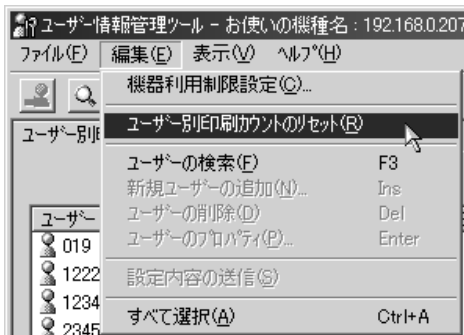 ユーザー情報管理ツール - お使いの機種名：192.168.0.207
ファイル(F) 編集(E) 表示(V) ヘルプ(H)
機器利用制限設定(C)...
ユーザー別印刷カウントのリセット(R)
ユーザー別
ユーザーの検索(F) F3
新規ユーザーの追加(N)... Ins
ユーザーの削除(D) Del
ユーザーのプロパティ(P)... Enter
ユーザー
019
1222
設定内容の送信(S)
1234
すべて選択(A) Ctrl+A
2345